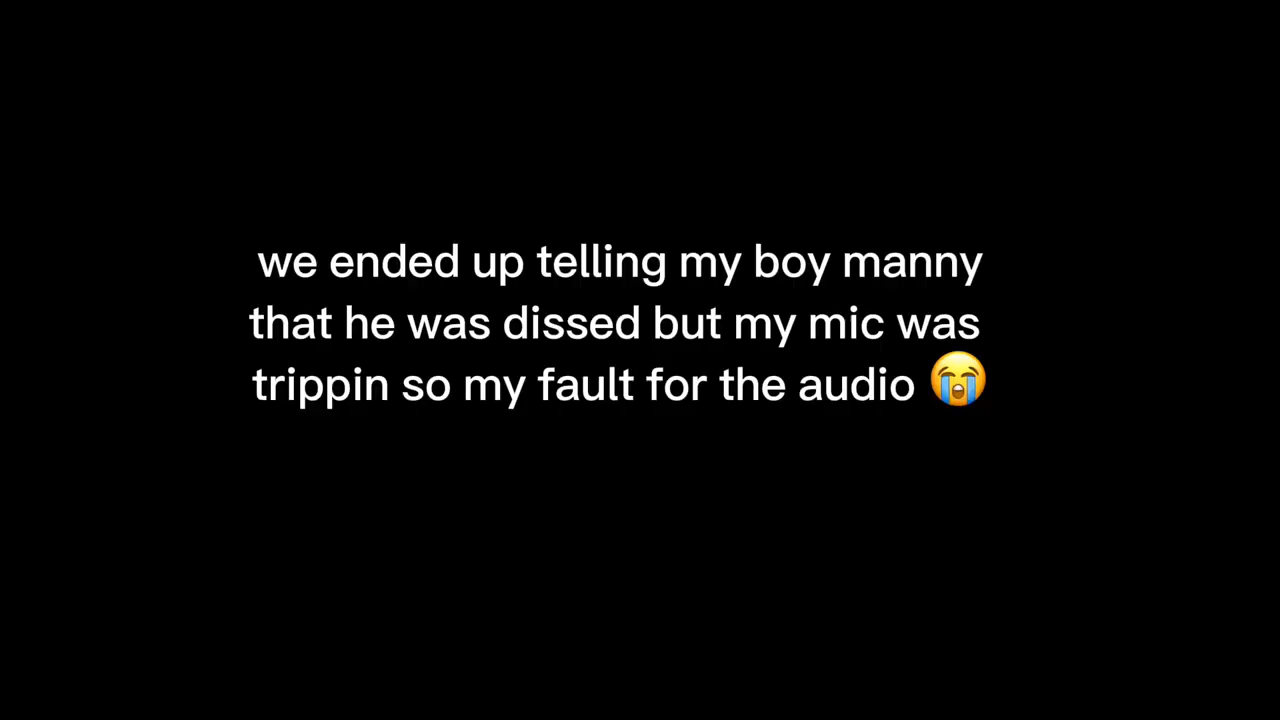 we ended up telling my boy manny
that he was dissed but my mic was
trippin so my fault for the audio 😭